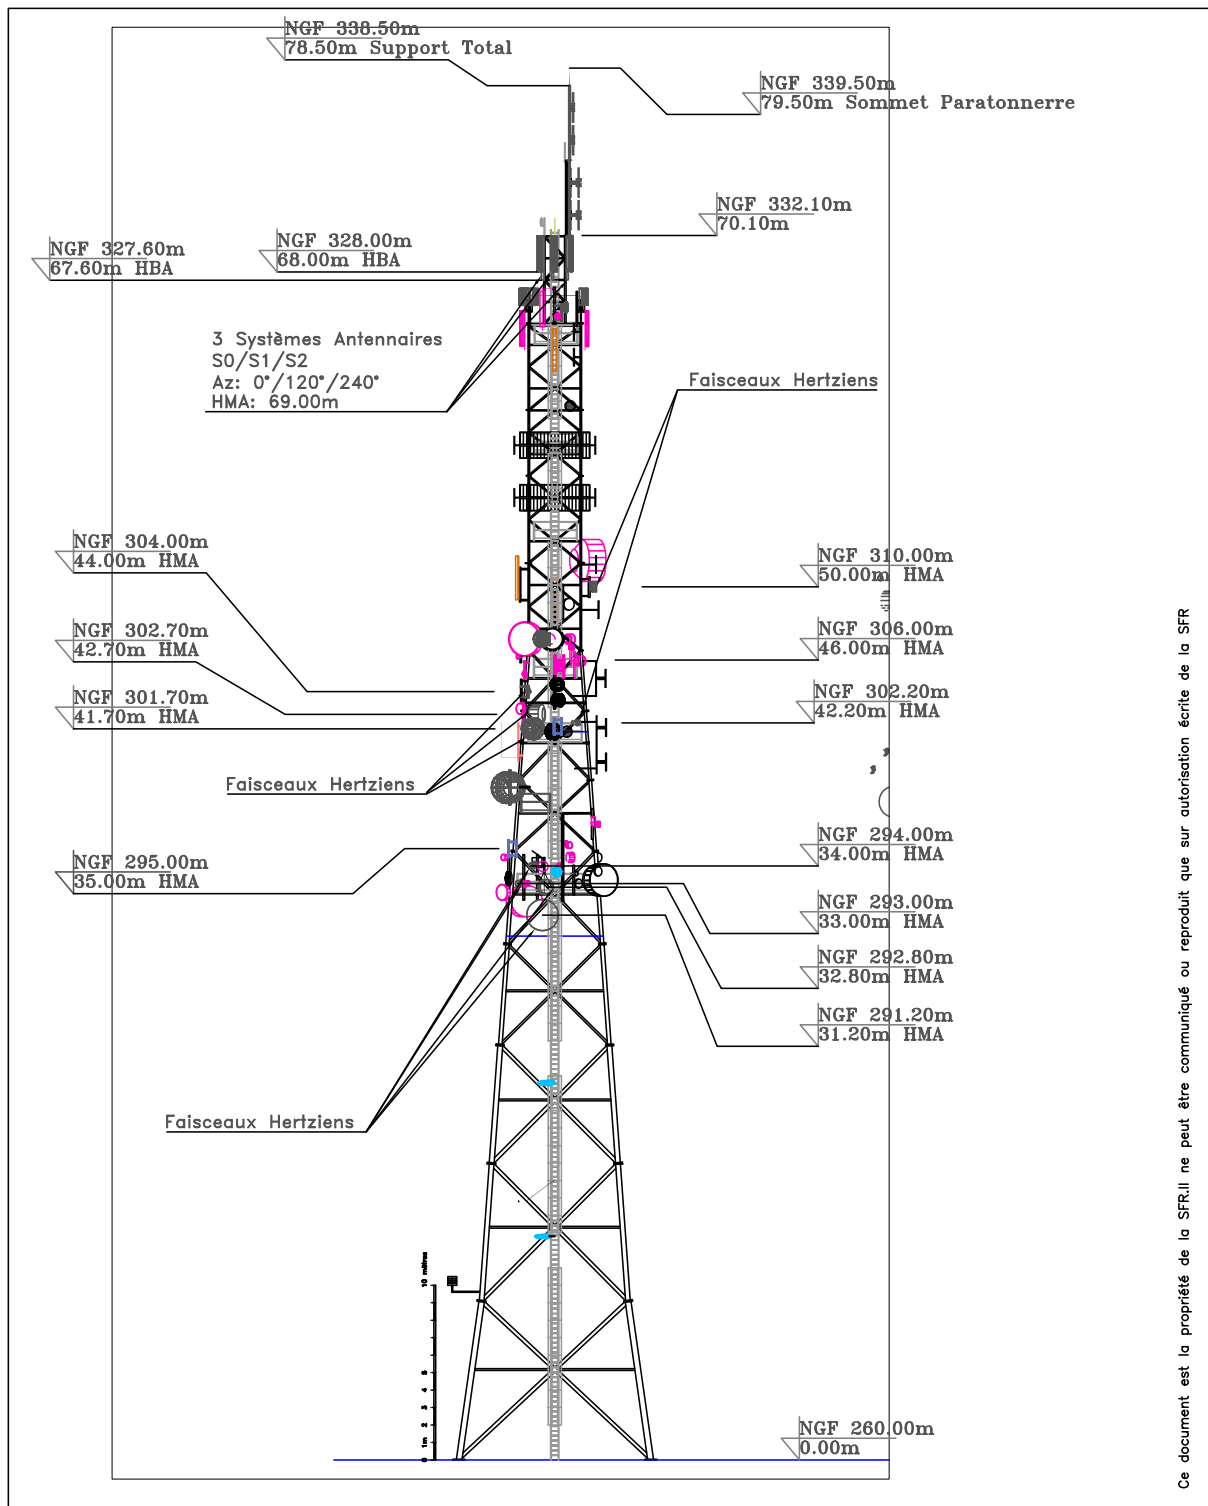 NGF 338.50m
78.50m Support Total
NGF 339.50m
79.50m Sommet Paratonnerre
NGF 332.10m
70.10m
NGF 328.00m
68.00m HBA
NGF 327.60m
67.60m HBA
3 Systèmes Antennaires
S0/S1/S2
Az: 0°/120°/240°
HMA: 69.00m
Faisceaux Hertziens
NGF 304.00m
44.00m HMA
NGF 310.00m
50.00m HMA
NGF 302.70m
42.70m HMA
NGF 306.00m
46.00m HMA
NGF 301.70m
41.70m HMA
NGF 302.20m
42.20m HMA
Faisceaux Hertziens
NGF 295.00m
35.00m HMA
NGF 294.00m
34.00m HMA
NGF 293.00m
33.00m HMA
NGF 292.80m
32.80m HMA
NGF 291.20m
31.20m HMA
Faisceaux Hertziens
10 mètres
5
4
3
2
1m
0
NGF 260.00m
0.00m
Ce document est la propriété de la SFR.Il ne peut être communiqué ou reproduit que sur autorisation écrite de la SFR